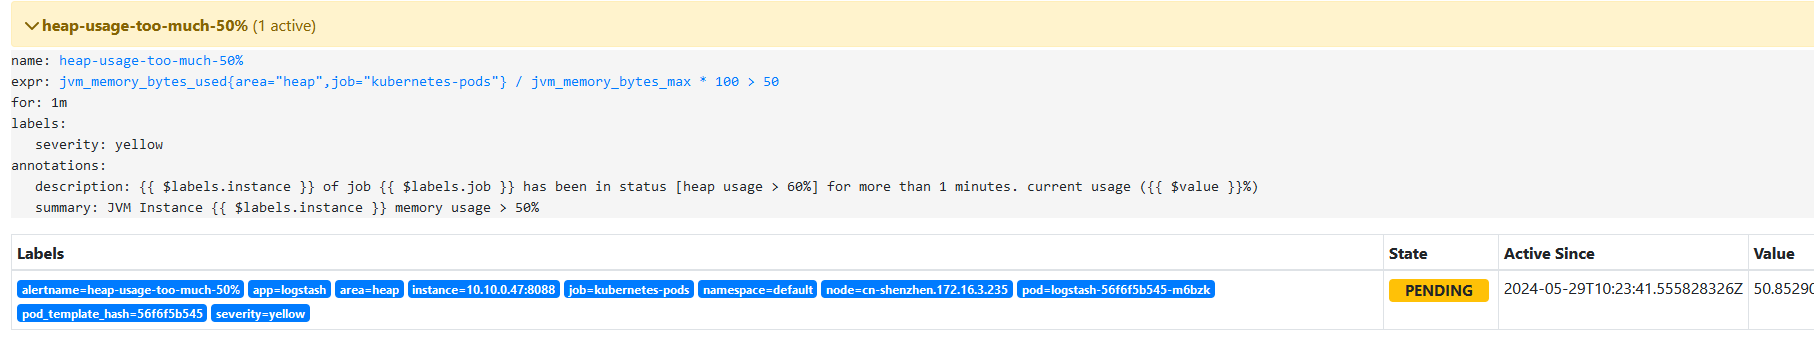 heap-usage-too-much-50% (1 active)
name: heap-usage-too-much-50%
expr: jvm_memory_bytes_used{area="heap",job="kubernetes-pods"} / jvm_memory_bytes_max * 100 > 50
for: 1m
labels:
severity: yellow
annotations:
description: {{ $labels.instance }} of job {{ $labels.job }} has been in status [heap usage > 60%] for more than 1 minutes. current usage ({{ $value }}%)
summary: JVM Instance {{ $labels.instance }} memory usage > 50%
Labels State Active Since Value
alertname=heap-usage-too-much-50% app=logstash area=heap instance=10.10.0.47:8088 job=kubernetes-pods namespace=default node=cn-shenzhen.172.16.3.235 pod=logstash-56f6f5b545-m6bzk PENDING 2024-05-29T10:23:41.555828326Z 50.85290
pod_template_hash=56f6f5b545 severity=yellow